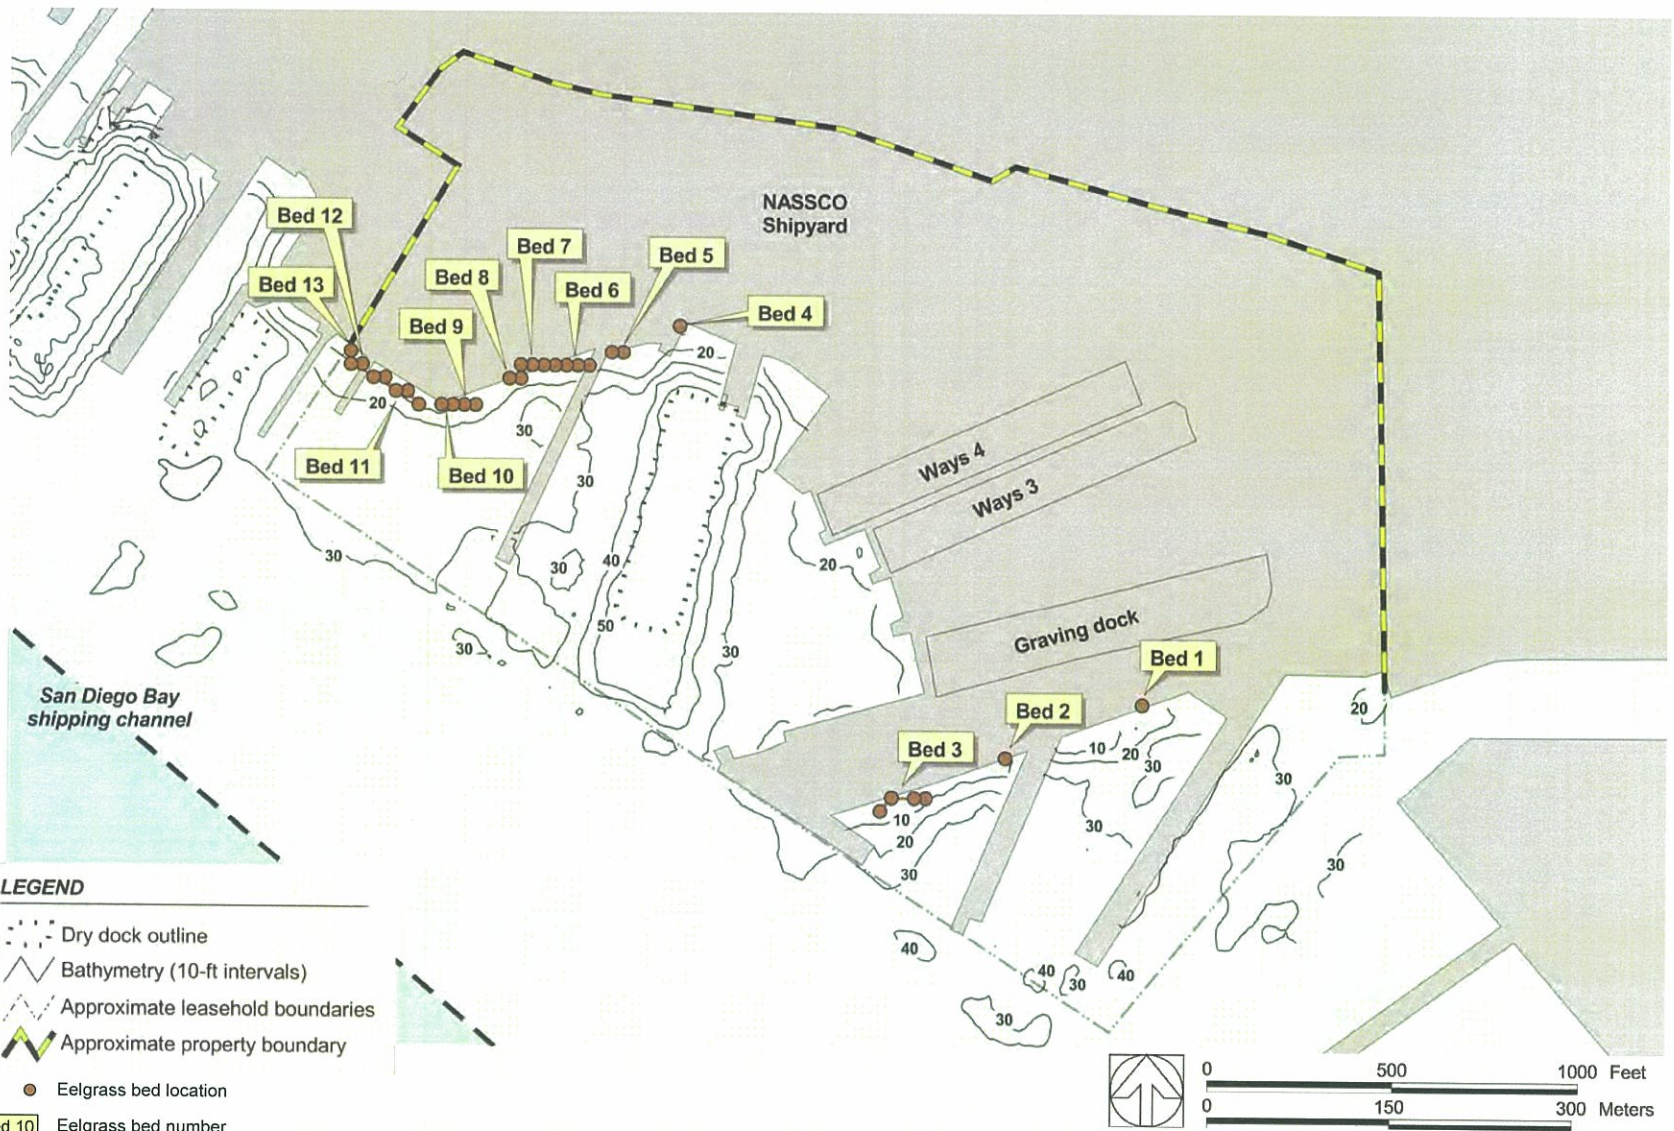 NASSCO
Shipyard
Bed 12
Bed 7
Bed 5
Bed 8
Bed 13
Bed 6
Bed 9
Bed 4
20
20
30
Bed 11
Bed 10
30
Ways 4
Ways 3
30
30
40
20
50
30
30
Graving dock
Bed 1
San Diego Bay
shipping channel
Bed 2
20
Bed 3
10
20
30
30
10
20
30
30
30
40
40
30
40
30
LEGEND
Dry dock outline
Bathymetry (10-ft intervals)
Approximate leasehold boundaries
Approximate property boundary
Eelgrass bed location
ed 10 Eelgrass bed number
0 500 1000 Feet
0 150 300 Meters